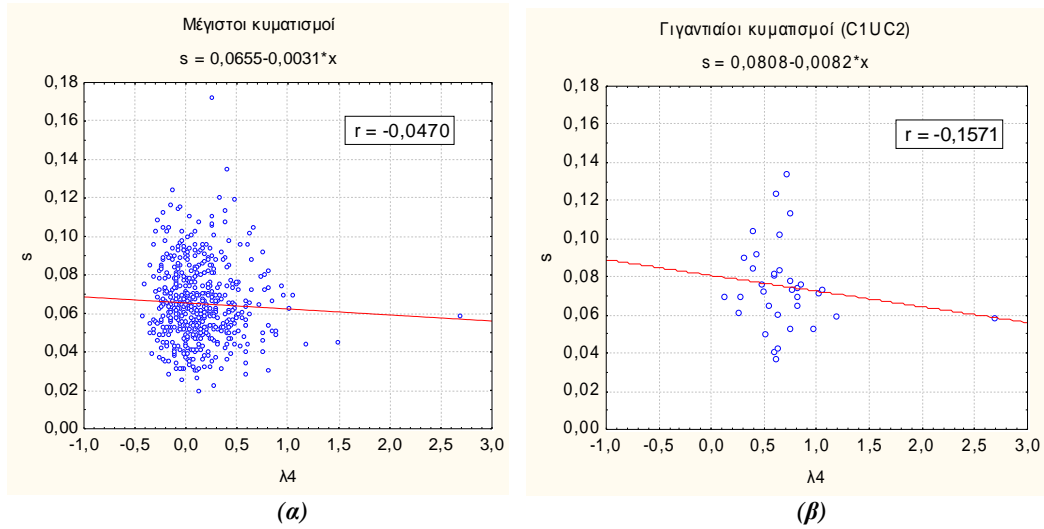 Μέγιστοι κυματισμοί
s = 0,0655-0,0031*x
0,18
0,16
0,14
0,12
0,10
0,08
0,06
0,04
0,02
0,00
s
r = -0,0470
-1,0 -0,5 0,0 0,5 1,0 1,5 2,0 2,5 3,0
λ4
(α)
Γιγαντιαίοι κυματισμοί (C1UC2)
s = 0,0808-0,0082*x
0,18
0,16
0,14
0,12
0,10
0,08
0,06
0,04
0,02
0,00
s
r = -0,1571
-1,0 -0,5 0,0 0,5 1,0 1,5 2,0 2,5 3,0
λ4
(β)